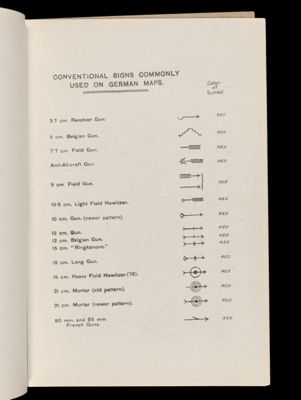 CONVENTIONAL SIGNS COMMONLY
USED ON GERMAN MAPS.
Color
of
Symbol
3·7 cm. Revolver Gun. RED
5 cm. Belgian Gun. RED
7·7 cm. Field Gun. RED
Anti-Aircraft Gun RED
9 cm. Field Gun. RED
10·5 cm. Light Field Howitzer. RED
10 cm. Gun. (newer pattern). RED
12 cm. Gun. RED
12 cm. Belgian Gun. RED
15 cm. "Ringkanone." RED
15 cm. Long Gun. RED
15 cm. Heavy Field Howitzer ('13). RED
21 cm. Mortar (old pattern). RED
21 cm. Mortar (newer pattern). RED
90 mm. and 95 mm. RED
French Guns.